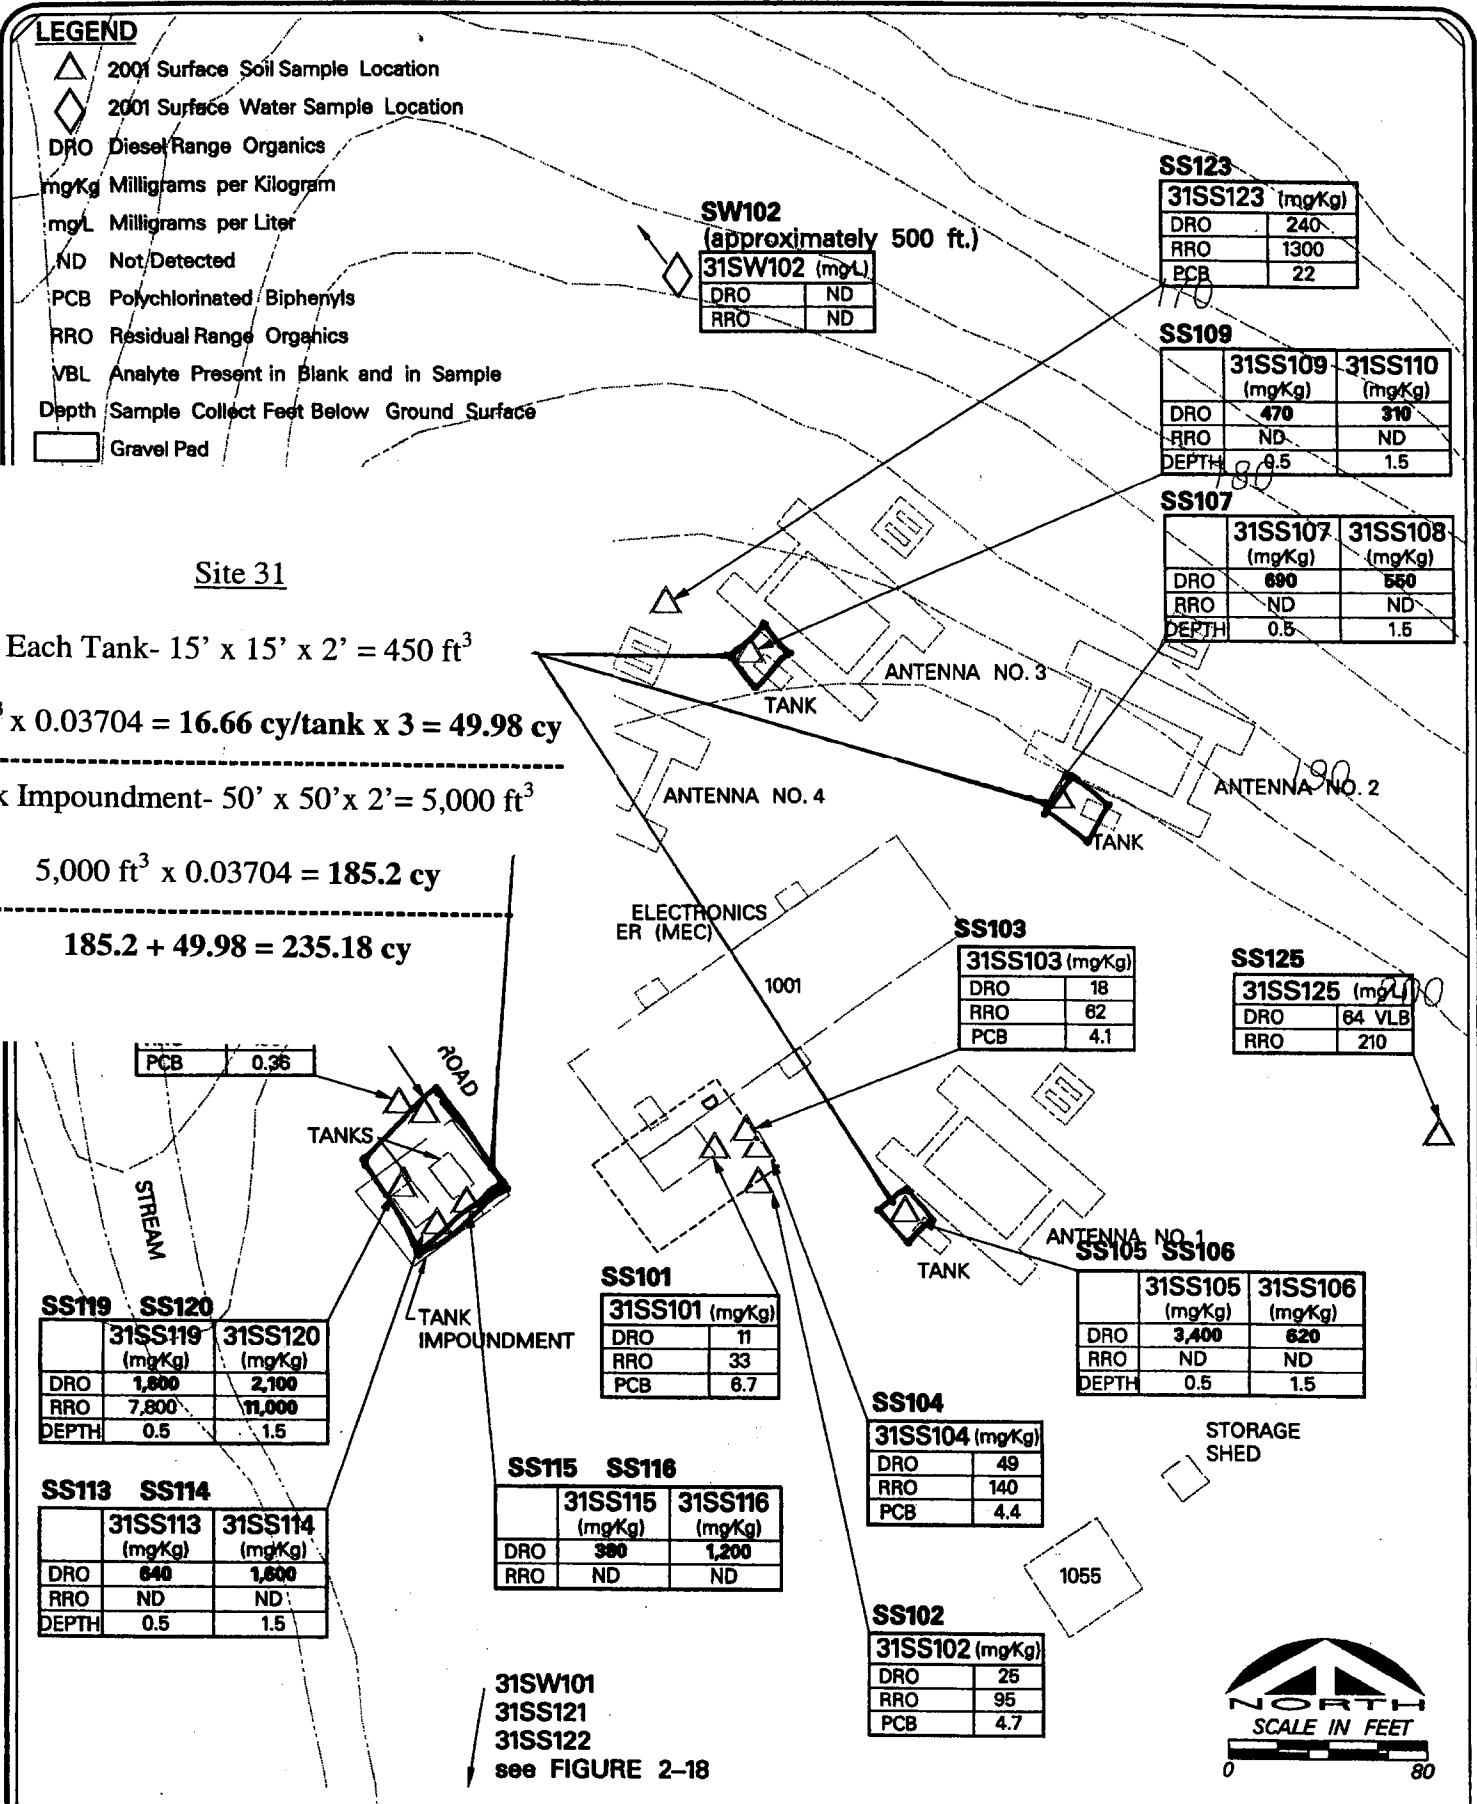 LEGEND
2001 Surface Soil Sample Location
2001 Surface Water Sample Location
DRO Diesel Range Organics
mg/Kg Milligrams per Kilogram
mg/L Milligrams per Liter
ND Not Detected
PCB Polychlorinated Biphenyls
RRO Residual Range Organics
VBL Analyte Present in Blank and in Sample
Depth Sample Collect Feet Below Ground Surface
Gravel Pad
SW102
(approximately 500 ft.)
31SW102 (mg/L)
DRO ND
RRO ND
SS123
31SS123 (mg/Kg)
DRO 240
RRO 1300
PCB 22
170
SS109
31SS109 31SS110
(mg/Kg) (mg/Kg)
DRO 470 310
RRO ND ND
DEPTH 0.5 1.5
180
SS107
31SS107 31SS108
(mg/Kg) (mg/Kg)
DRO 690 550
RRO ND ND
DEPTH 0.5 1.5
Site 31
Each Tank- 15' x 15' x 2' = 450 ft³
³ x 0.03704 = 16.66 cy/tank x 3 = 49.98 cy
k Impoundment- 50' x 50'x 2'= 5,000 ft³
5,000 ft³ x 0.03704 = 185.2 cy
185.2 + 49.98 = 235.18 cy
ANTENNA NO. 3
TANK
ANTENNA NO. 4
190
ANTENNA NO. 2
TANK
ELECTRONICS
ER (MEC)
1001
SS103
31SS103 (mg/Kg)
DRO 18
RRO 62
PCB 4.1
SS125
31SS125 (mg/L)
200
DRO 64 VLB
RRO 210
PCB 0.36
ROAD
TANKS
STREAM
D
TANK
IMPOUNDMENT
ANTENNA NO. 1
TANK
SS105 SS106
31SS105 31SS106
(mg/Kg) (mg/Kg)
DRO 3,400 620
RRO ND ND
DEPTH 0.5 1.5
SS101
31SS101 (mg/Kg)
DRO 11
RRO 33
PCB 6.7
SS119 SS120
31SS119 31SS120
(mg/Kg) (mg/Kg)
DRO 1,600 2,100
RRO 7,800 11,000
DEPTH 0.5 1.5
SS104
31SS104 (mg/Kg)
DRO 49
RRO 140
PCB 4.4
STORAGE
SHED
SS113 SS114
31SS113 31SS114
(mg/Kg) (mg/Kg)
DRO 640 1,600
RRO ND ND
DEPTH 0.5 1.5
SS115 SS116
31SS115 31SS116
(mg/Kg) (mg/Kg)
DRO 380 1,200
RRO ND ND
1055
SS102
31SS102 (mg/Kg)
DRO 25
RRO 95
PCB 4.7
31SW101
31SS121
31SS122
see FIGURE 2-18
NORTH
SCALE IN FEET
0 80